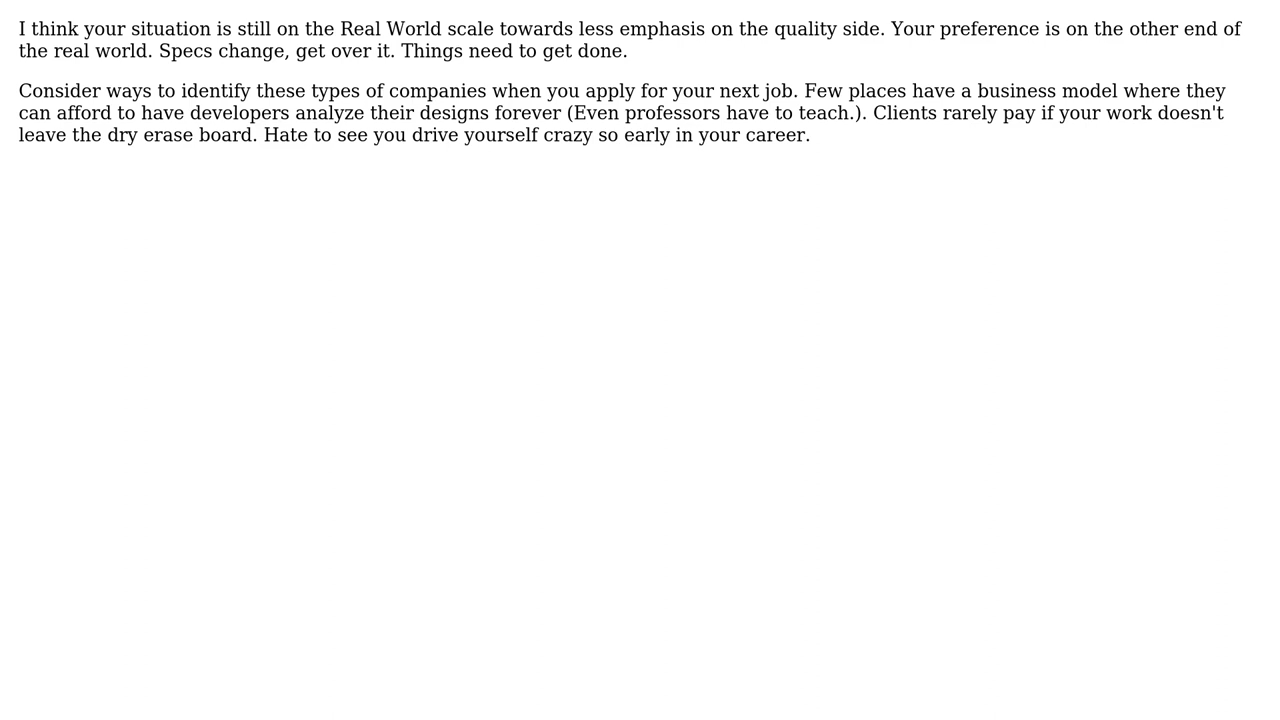 I think your situation is still on the Real World scale towards less emphasis on the quality side. Your preference is on the other end of
the real world. Specs change, get over it. Things need to get done.
Consider ways to identify these types of companies when you apply for your next job. Few places have a business model where they
can afford to have developers analyze their designs forever (Even professors have to teach.). Clients rarely pay if your work doesn't
leave the dry erase board. Hate to see you drive yourself crazy so early in your career.